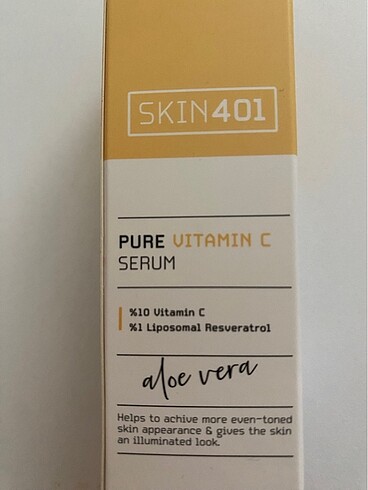 SKIN401
PURE VITAMIN C
SERUM
%10 Vitamin C
%1 Liposomal Resveratrol
aloe vera
Helps to achive more even-toned
skin appearance & gives the skin
an illuminated look.